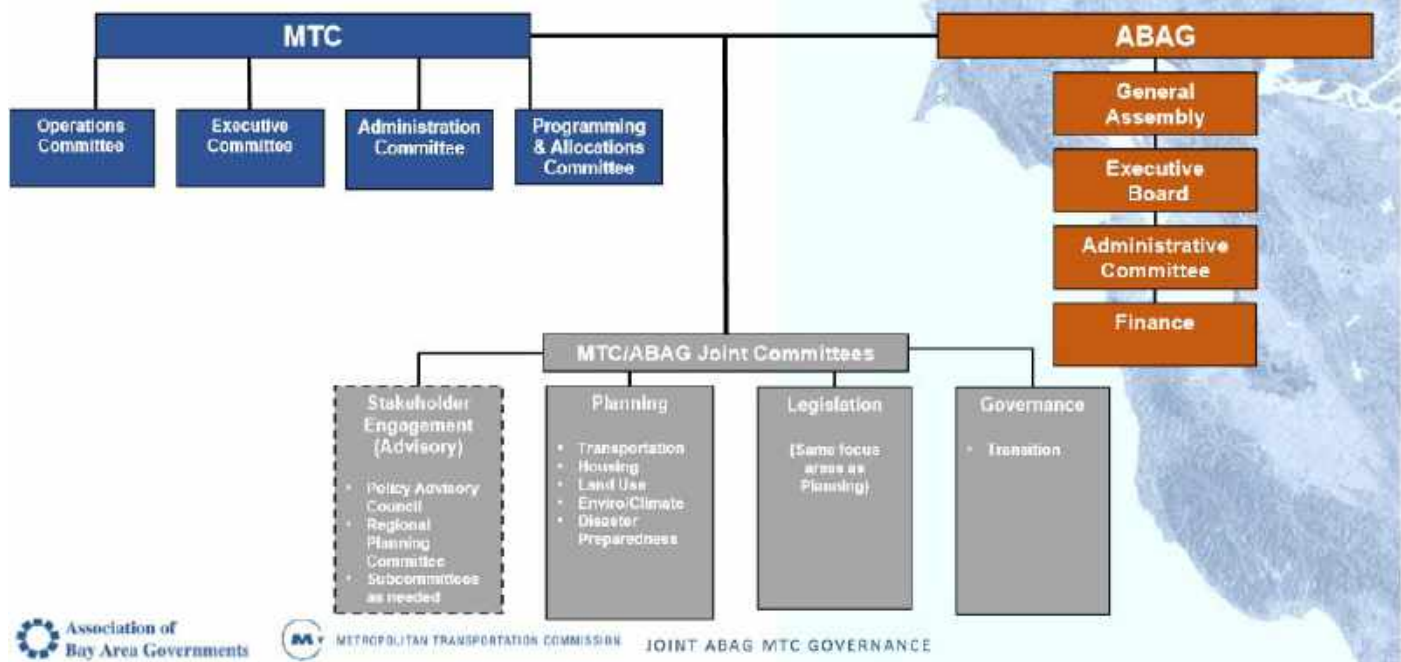 MTC
ABAG
Operations
Committee
Executive
Committee
Administration
Committee
Programming
& Allocations
Committee
General
Assembly
Executive
Board
Administrative
Committee
Finance
MTC/ABAG Joint Committees
Stakeholder
Engagement
(Advisory)
• Policy Advisory
Council
• Regional
Planning
Committee
• Subcommittees
as needed
Planning
• Transportation
• Housing
• Land Use
• Enviro/Climate
• Disaster
Preparedness
Legislation
(Same focus
areas as
Planning)
Governance
• Transition
Association of
Bay Area Governments
METROPOLITAN TRANSPORTATION COMMISSION
JOINT ABAG MTC GOVERNANCE